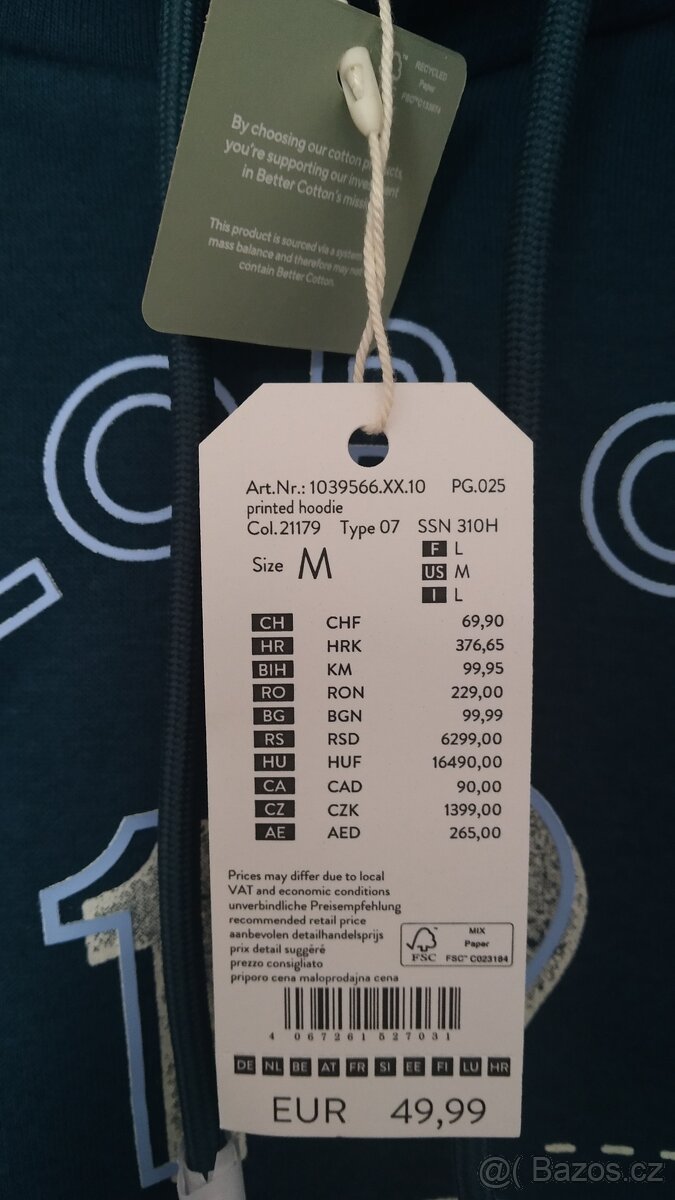 RECYCLED
Paper
By choosing our cotton products
you're supporting our investment
in Better Cotton's
This product is sourced via a system
mass balance and therefore may not
contain Better Cotton.
Art.Nr.: 1039566.XX.10 PG.025
printed hoodie
Col.21179 Type 07 SSN 310H
Size M
F L
US M
I L
CH CHF 69,90
HR HRK 376,65
BIH KM 99,95
RO RON 229,00
BG BGN 99,99
RS RSD 6299,00
HU HUF 16490,00
CA CAD 90,00
CZ CZK 1399,00
AE AED 265,00
Prices may differ due to local
VAT and economic conditions
unverbindliche Preisempfehlung
recommended retail price
aanbevolen detailhandelsprijs
prix detail suggéré
prezzo consigliato
priporo cena maloprodajna cena
MIX
Paper
FSC FSC™ C023184
4 067261 527031
DE NL BE AT FR SI EE FI LU HR
EUR 49,99
@( Bazos.cz